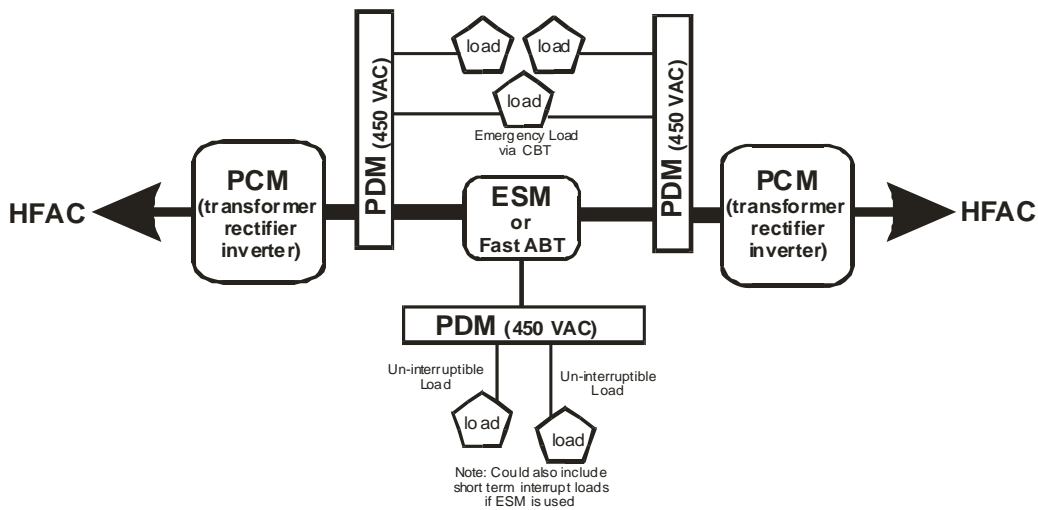 load
load
PDM (450 VAC)
PDM (450 VAC)
load
Emergency Load
via CBT
PCM
(transformer
rectifier
inverter)
ESM
or
Fast ABT
PCM
(transformer
rectifier
inverter)
HFAC
HFAC
PDM (450 VAC)
Un-interruptible
Load
Un-interruptible
Load
load
load
Note: Could also include
short term interrupt loads
if ESM is used